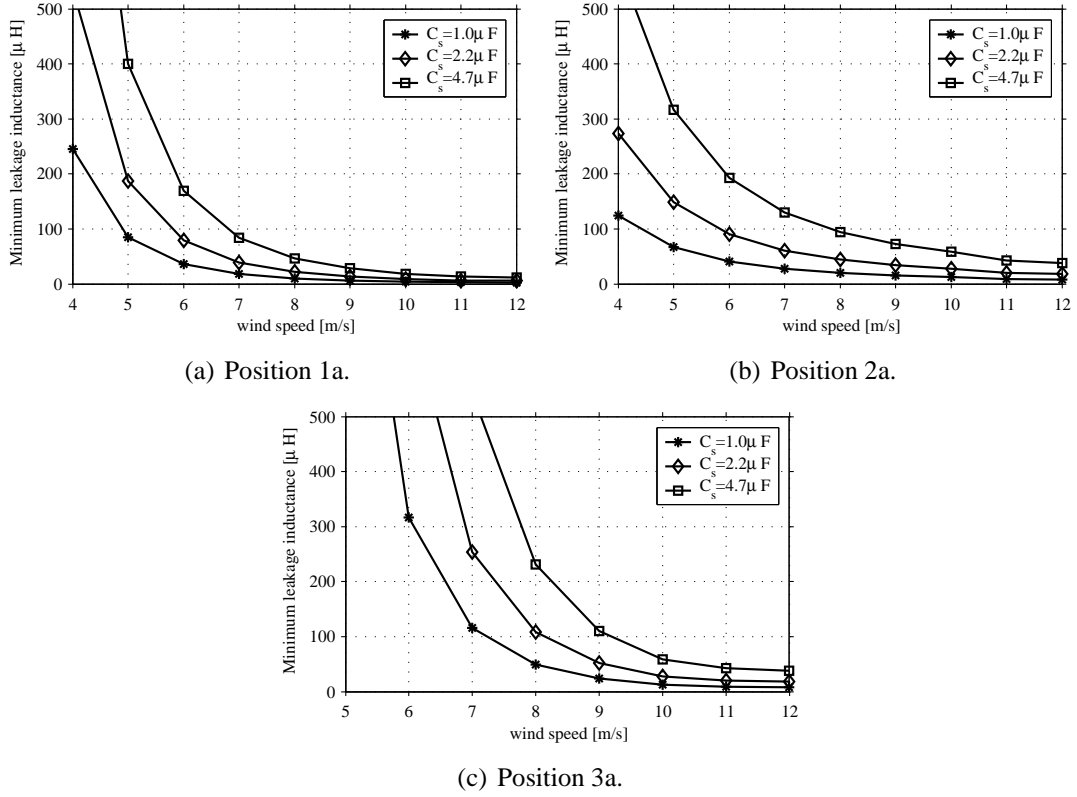 500
400
300
200
100
0
Minimum leakage inductance [μ H]
C_s=1.0μ F
C_s=2.2μ F
C_s=4.7μ F
4 5 6 7 8 9 10 11 12
wind speed [m/s]
(a) Position 1a.
500
400
300
200
100
0
Minimum leakage inductance [μ H]
C_s=1.0μ F
C_s=2.2μ F
C_s=4.7μ F
4 5 6 7 8 9 10 11 12
wind speed [m/s]
(b) Position 2a.
500
400
300
200
100
0
Minimum leakage inductance [μ H]
C_s=1.0μ F
C_s=2.2μ F
C_s=4.7μ F
5 6 7 8 9 10 11 12
wind speed [m/s]
(c) Position 3a.